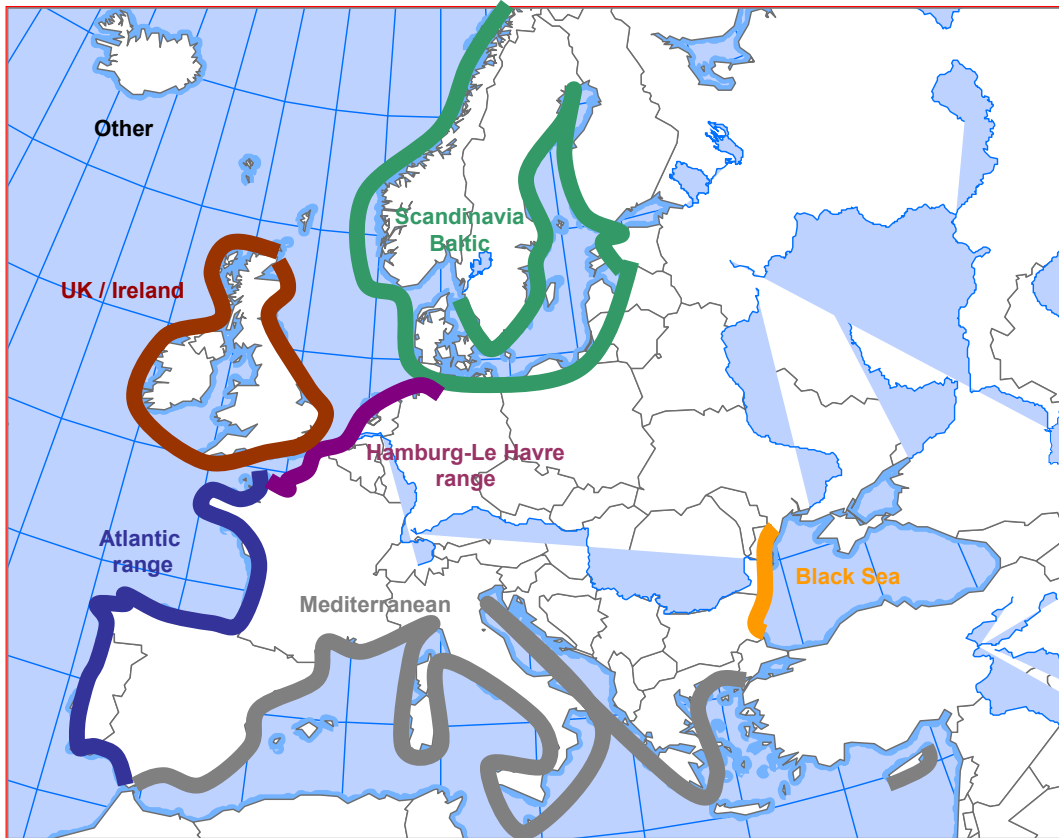 Other
Scandinavia
Baltic
UK / Ireland
Hamburg-Le Havre
range
Atlantic
range
Black Sea
Mediterranean